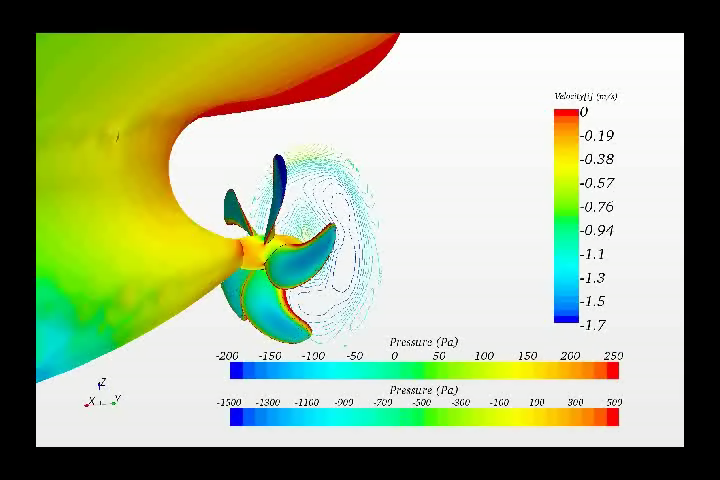 Velocity[i] (m/s)
0
-0.19
-0.38
-0.57
-0.76
-0.94
-1.1
-1.3
-1.5
-1.7
Pressure (Pa)
-200 -150 -100 -50 0 50 100 150 200 250
Pressure (Pa)
-1500 -1300 -1100 -900 -700 -500 -300 -100 100 300 500
Z
X Y